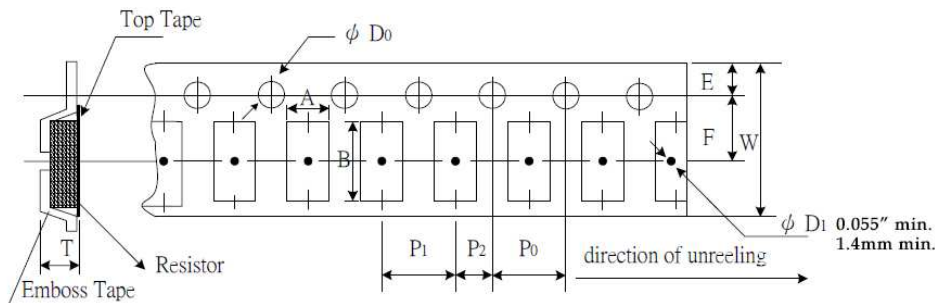 Top Tape
ϕ D0
E
A
F
W
B
ϕ D1 0.055" min.
1.4mm min.
T
Resistor
P1
P2
P0
direction of unreeling
Emboss Tape